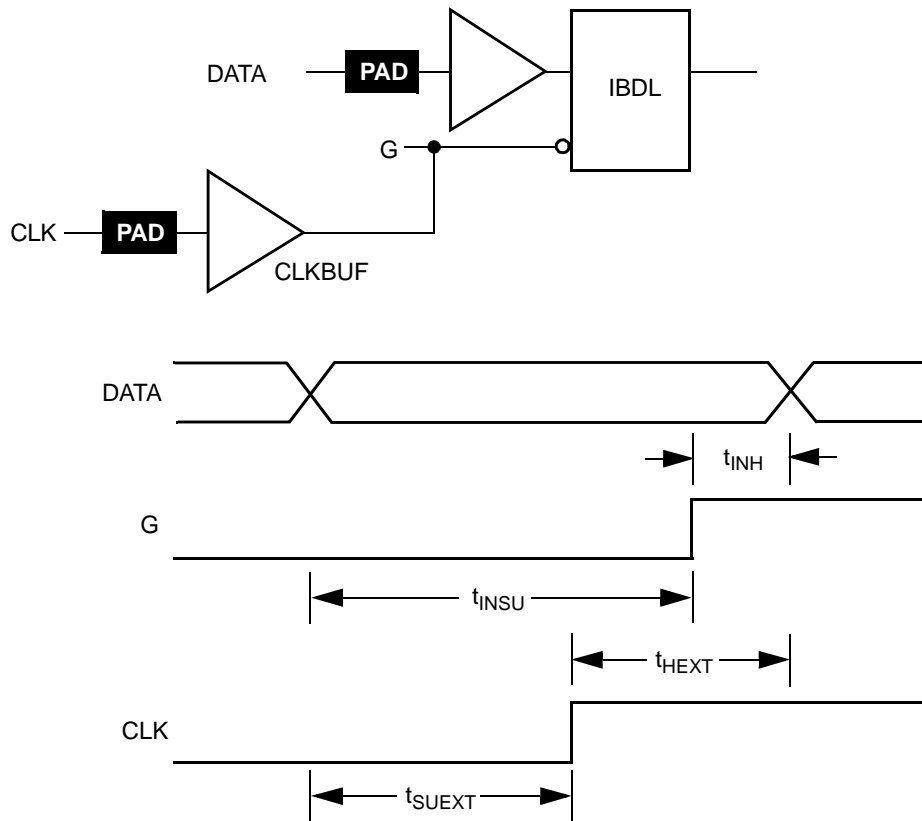 DATA
PAD
IBDL
G
CLK
PAD
CLKBUF
DATA
tINH
G
tINSU
tHEXT
CLK
tSUEXT